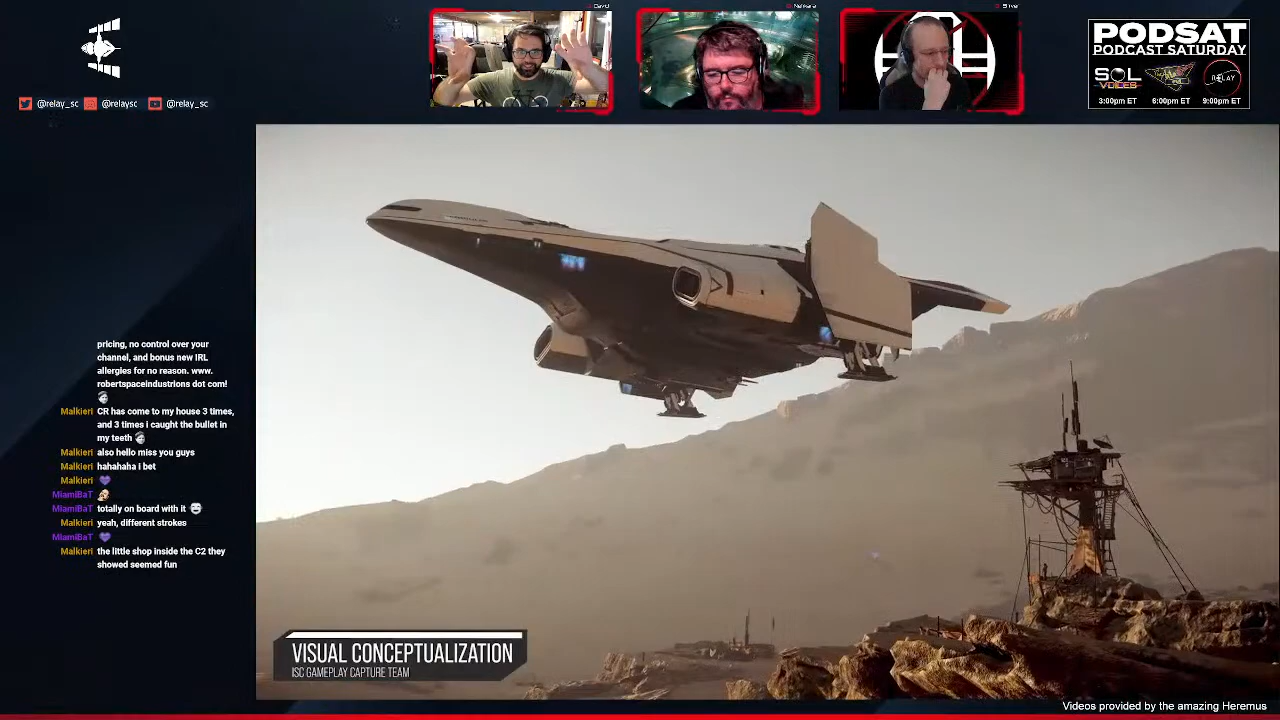 David
Malkiera
Silver
PODSAT
PODCAST SATURDAY
SOL
VOICES
RELAY
3:00pm ET
6:00pm ET
9:00pm ET
@relay_sc
@relaysc
@relay_sc
pricing, no control over your
channel, and bonus new IRL
allergies for no reason. www.
robertspaceindustrions dot com!
Malkieri CR has come to my house 3 times,
and 3 times i caught the bullet in
my teeth
Malkieri also hello miss you guys
Malkieri hahahaha i bet
Malkieri
MiamiBaT
MiamiBaT totally on board with it
Malkieri yeah, different strokes
MiamiBaT
Malkieri the little shop inside the C2 they
showed seemed fun
VISUAL CONCEPTUALIZATION
ISC GAMEPLAY CAPTURE TEAM
Videos provided by the amazing Heremus